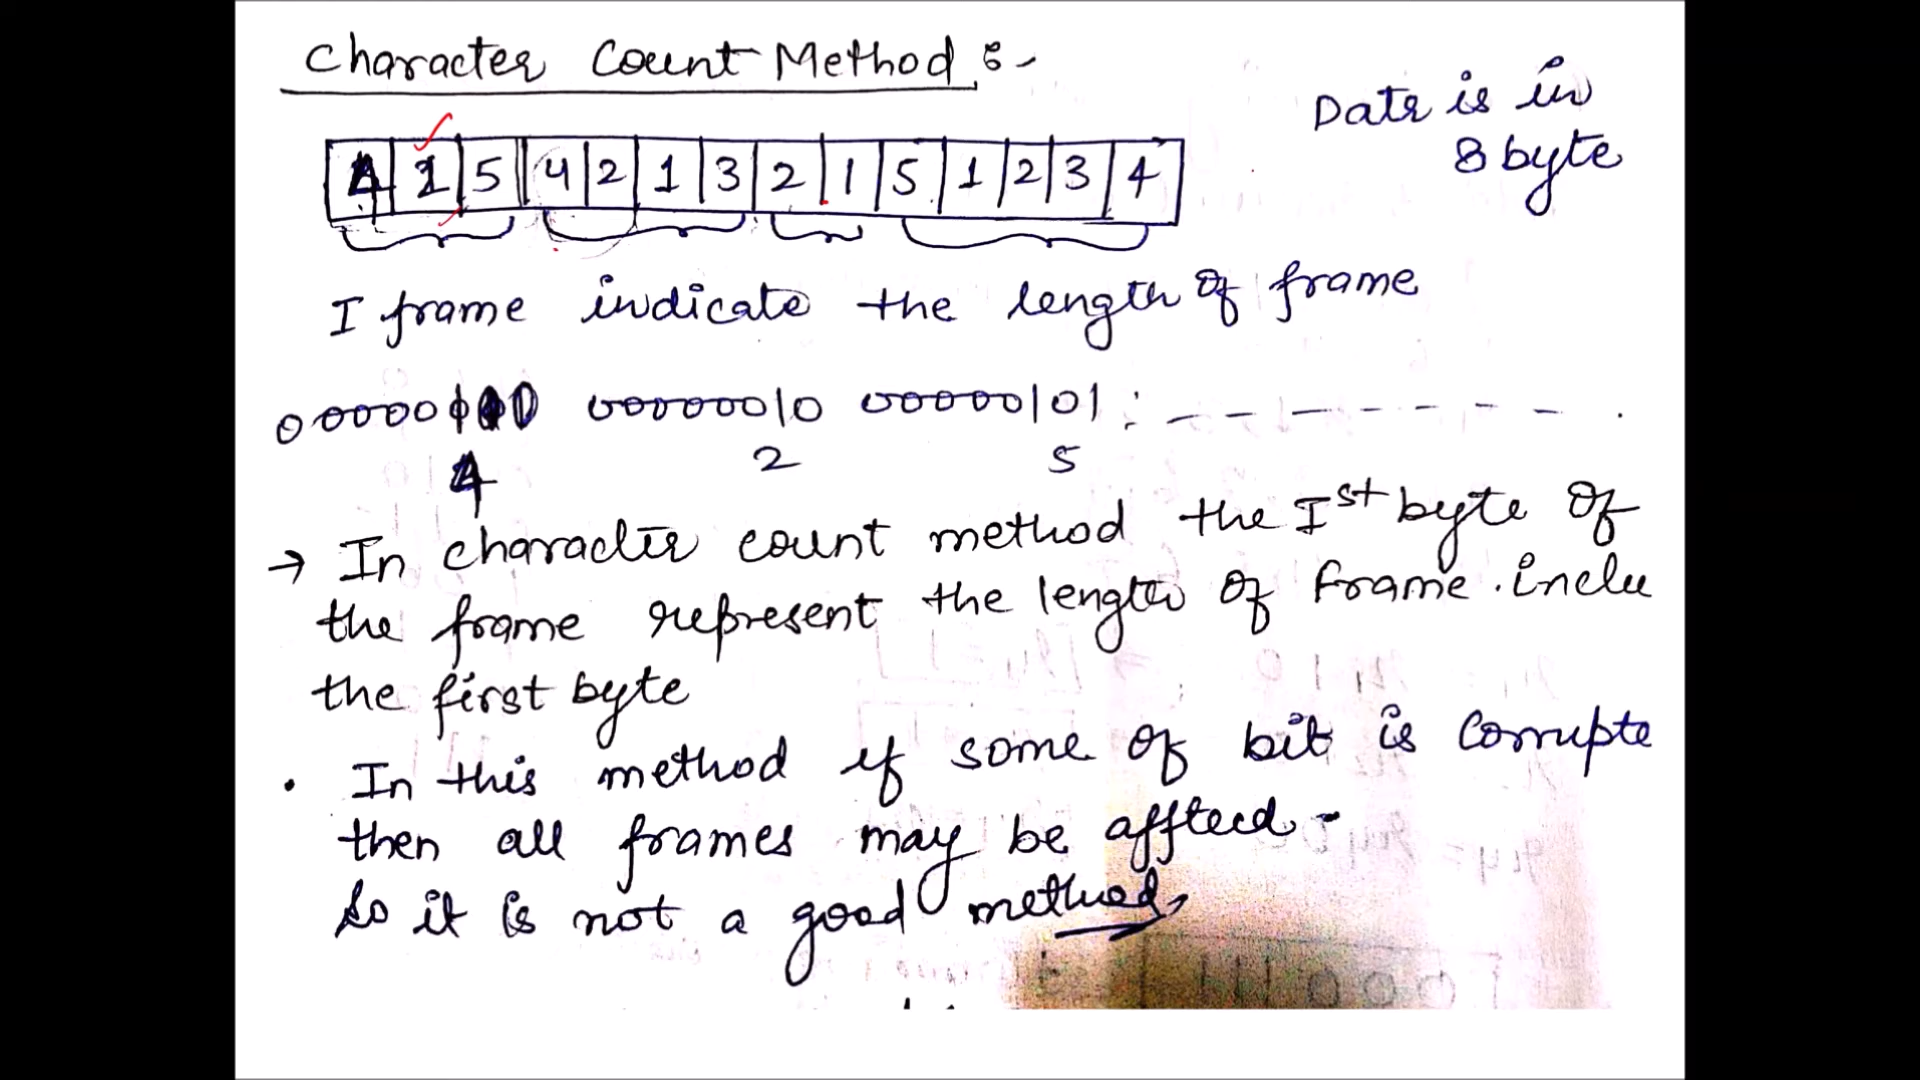 Character Count Method :-
Data is in
8 byte
4 1 5 4 2 1 3 2 1 5 1 2 3 4
I frame indicate the length of frame
00000100 00000010 00000101 : - - - - - - - - .
4 2 5
→ In character count method the Ist byte of
the frame represent the length of Frame . inclu
the first byte
• In this method if some of bit is Corrupte
then all frames may be affteed -
So it is not a good method,